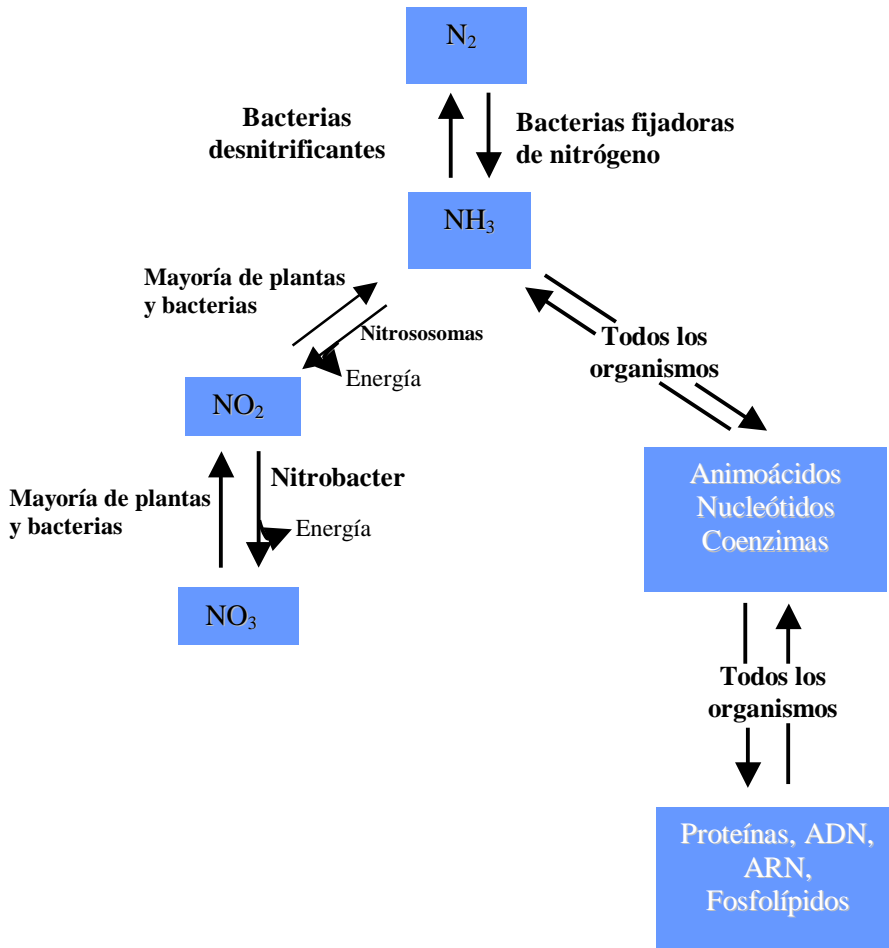 N₂
Bacterias
desnitrificantes
Bacterias fijadoras
de nitrógeno
NH₃
Mayoría de plantas
y bacterias
Nitrososomas
Energía
Todos los
organismos
NO₂
Mayoría de plantas
y bacterias
Nitrobacter
Energía
NO₃
Animoácidos
Nucleótidos
Coenzimas
Todos los
organismos
Proteínas, ADN,
ARN,
Fosfolípidos